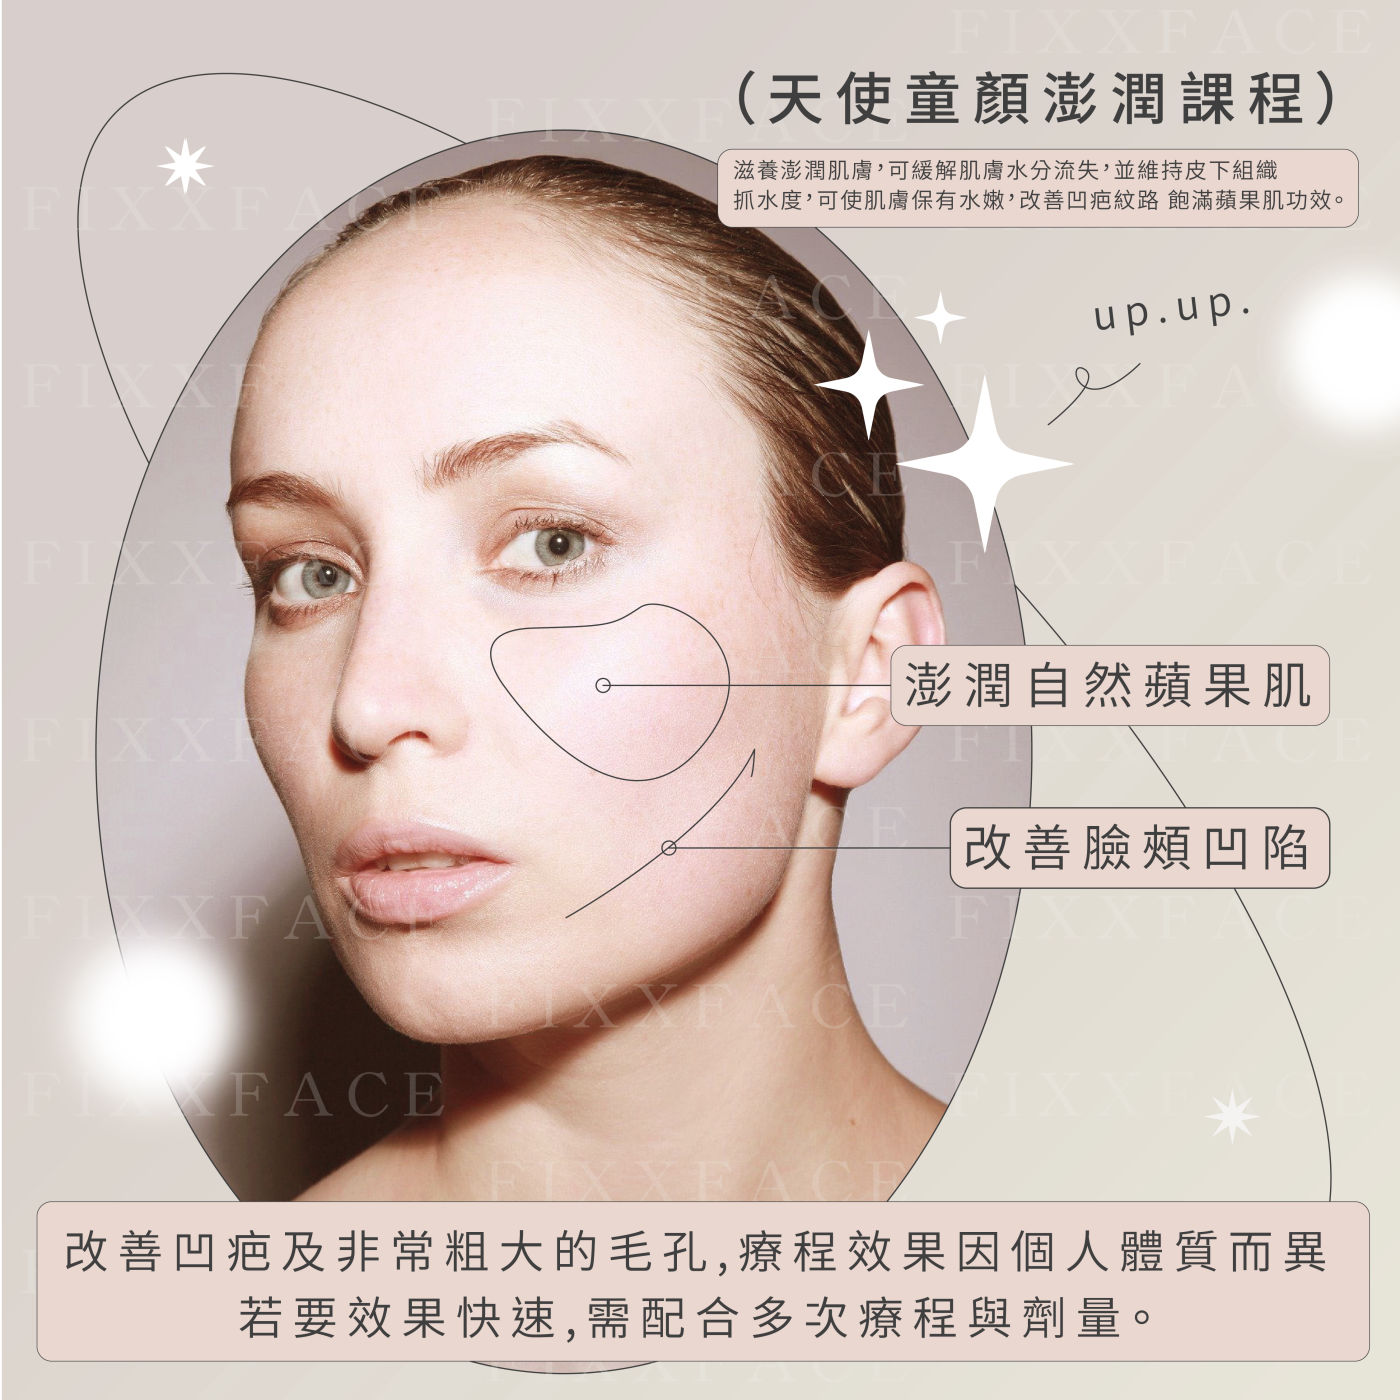 (天使童顏澎潤課程)
滋養澎潤肌膚,可緩解肌膚水分流失,並維持皮下組織
抓水度,可使肌膚保有水嫩,改善凹疤紋路 飽滿蘋果肌功效。
up.up.
澎潤自然蘋果肌
改善臉頰凹陷
改善凹疤及非常粗大的毛孔,療程效果因個人體質而異
若要效果快速,需配合多次療程與劑量。
FIXXFACE